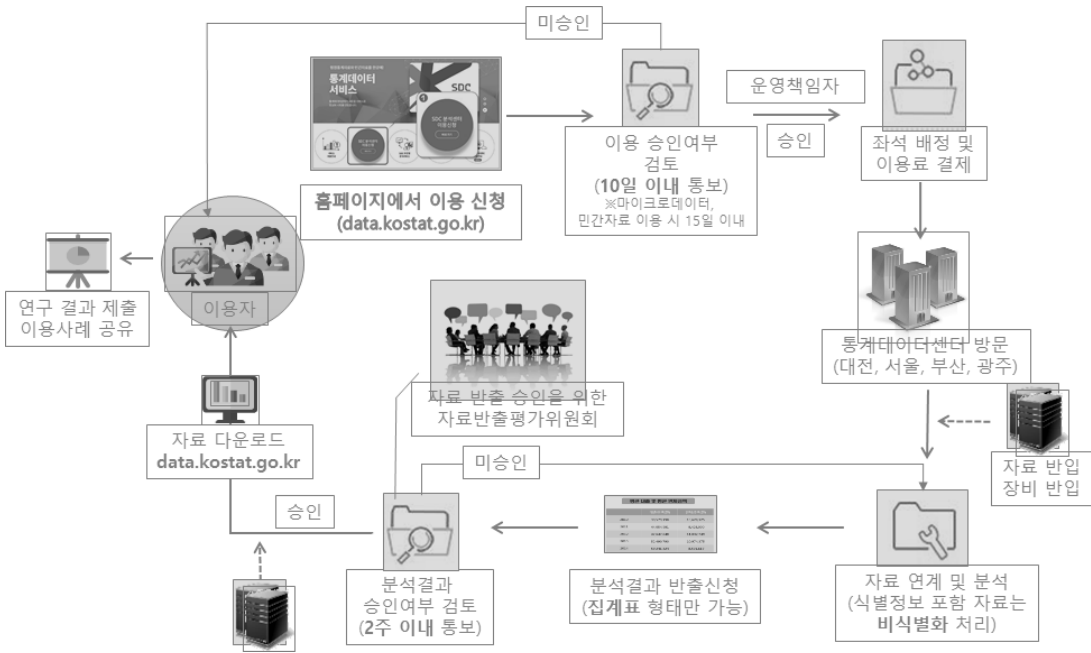 미승인
통계데이터
서비스
SDC
SDC 분석센터
이용신청
홈페이지에서 이용 신청
(data.kostat.go.kr)
이용 승인여부
검토
(10일 이내 통보)
※마이크로데이터,
민간자료 이용 시 15일 이내
운영책임자
승인
좌석 배정 및
이용료 결제
통계데이터센터 방문
(대전, 서울, 부산, 광주)
자료 반입
장비 반입
자료 연계 및 분석
(식별정보 포함 자료는
비식별화 처리)
분석결과 반출신청
(집계표 형태만 가능)
미승인
자료 반출 승인을 위한
자료반출평가위원회
분석결과
승인여부 검토
(2주 이내 통보)
승인
자료 다운로드
data.kostat.go.kr
이용자
연구 결과 제출
이용사례 공유